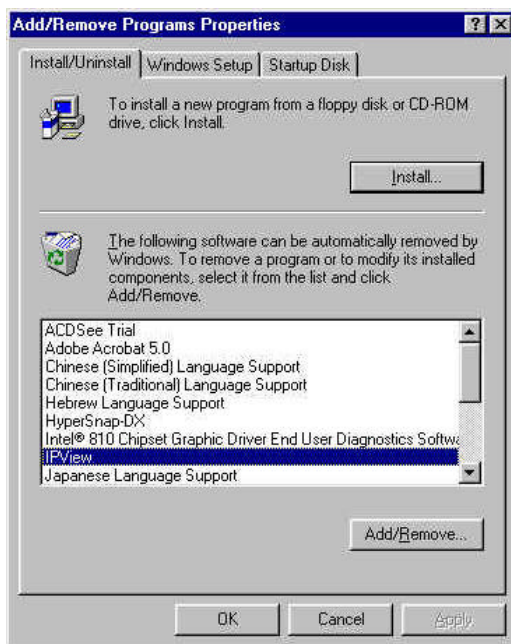 Add/Remove Programs Properties
Install/Uninstall
Windows Setup
Startup Disk
To install a new program from a floppy disk or CD-ROM
drive, click Install.
Install...
The following software can be automatically removed by
Windows. To remove a program or to modify its installed
components, select it from the list and click
Add/Remove.
ACDSee Trial
Adobe Acrobat 5.0
Chinese (Simplified) Language Support
Chinese (Traditional) Language Support
Hebrew Language Support
HyperSnap-DX
Intel® 810 Chipset Graphic Driver End User Diagnostics Softwa
IPView
Japanese Language Support
Add/Remove...
OK
Cancel
Apply